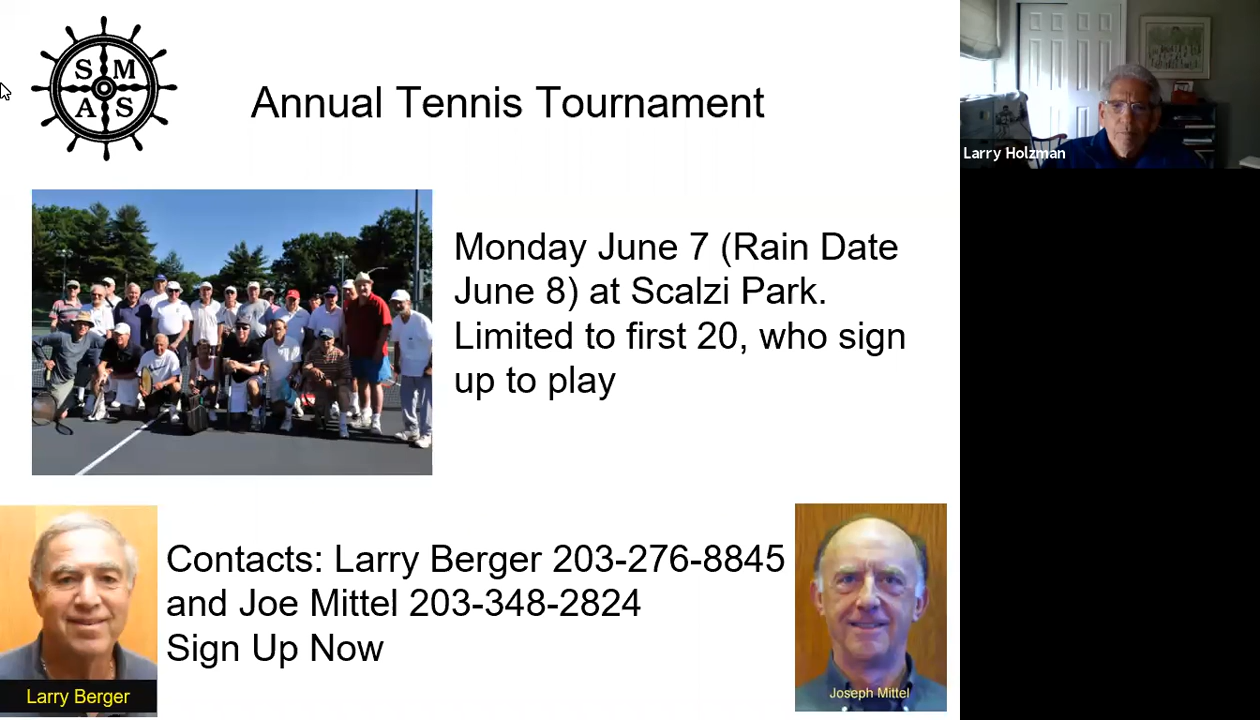 S M
A S
Annual Tennis Tournament
Larry Holzman
Monday June 7 (Rain Date
June 8) at Scalzi Park.
Limited to first 20, who sign
up to play
Contacts: Larry Berger 203-276-8845
and Joe Mittel 203-348-2824
Sign Up Now
Larry Berger
Joseph Mittel